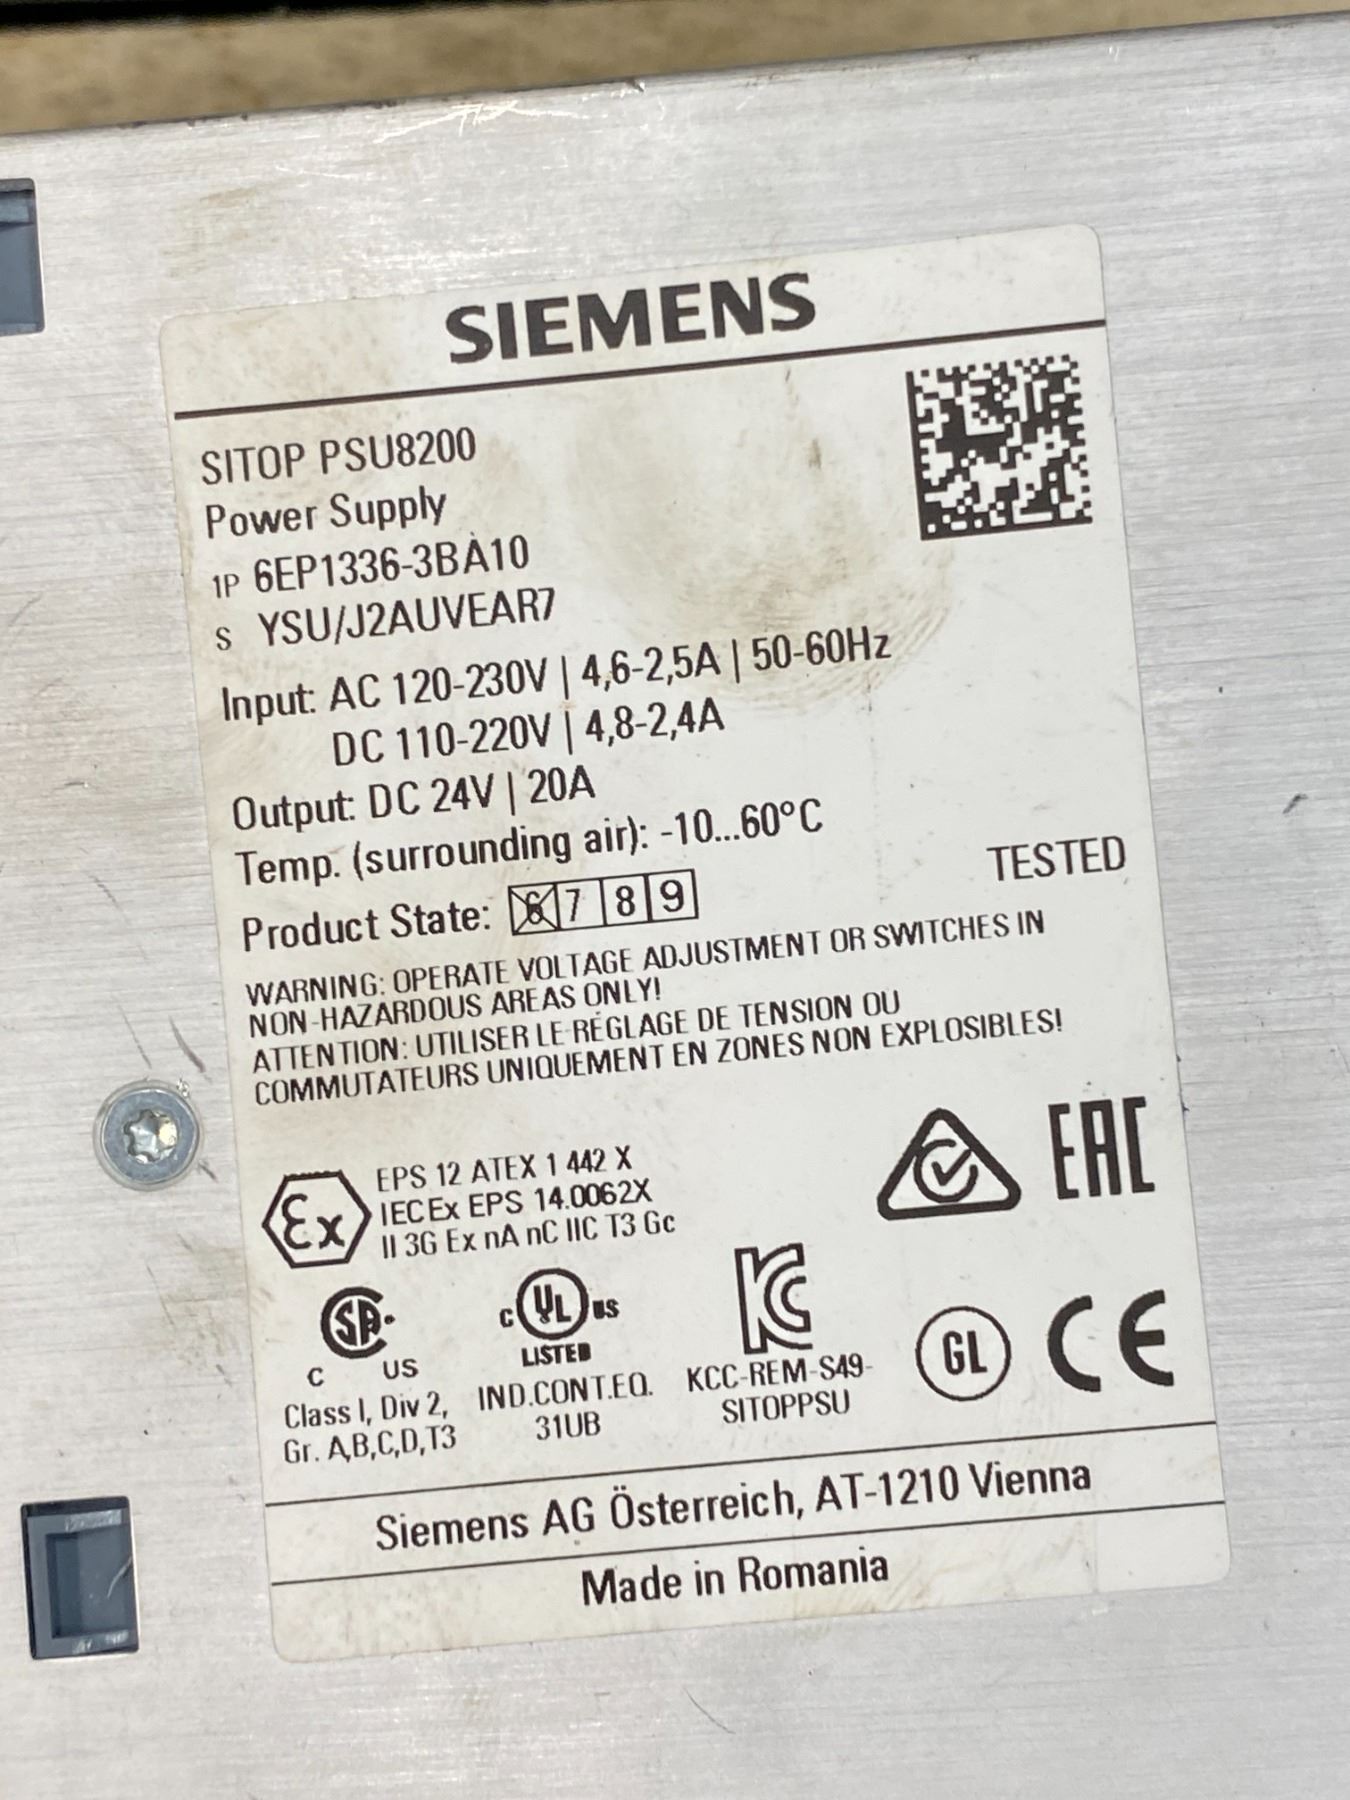 SIEMENS
SITOP PSU8200
Power Supply
1P 6EP1336-3BA10
S YSU/J2AUVEAR7
Input: AC 120-230V | 4,6-2,5A | 50-60Hz
DC 110-220V | 4,8-2,4A
Output: DC 24V | 20A
Temp. (surrounding air): -10...60°C
Product State: 6 7 8 9
TESTED
WARNING: OPERATE VOLTAGE ADJUSTMENT OR SWITCHES IN
NON-HAZARDOUS AREAS ONLY!
ATTENTION: UTILISER LE RÉGLAGE DE TENSION OU
COMMUTATEURS UNIQUEMENT EN ZONES NON EXPLOSIBLES!
Ex
EPS 12 ATEX 1 442 X
IECEx EPS 14.0062X
II 3G Ex nA nC IIC T3 Gc
EAC
SA
C US
Class I, Div 2,
Gr. A,B,C,D,T3
C UL US
LISTED
IND.CONT.EQ.
31UB
KC
KCC-REM-S49-
SITOPPSU
GL
CE
Siemens AG Österreich, AT-1210 Vienna
Made in Romania